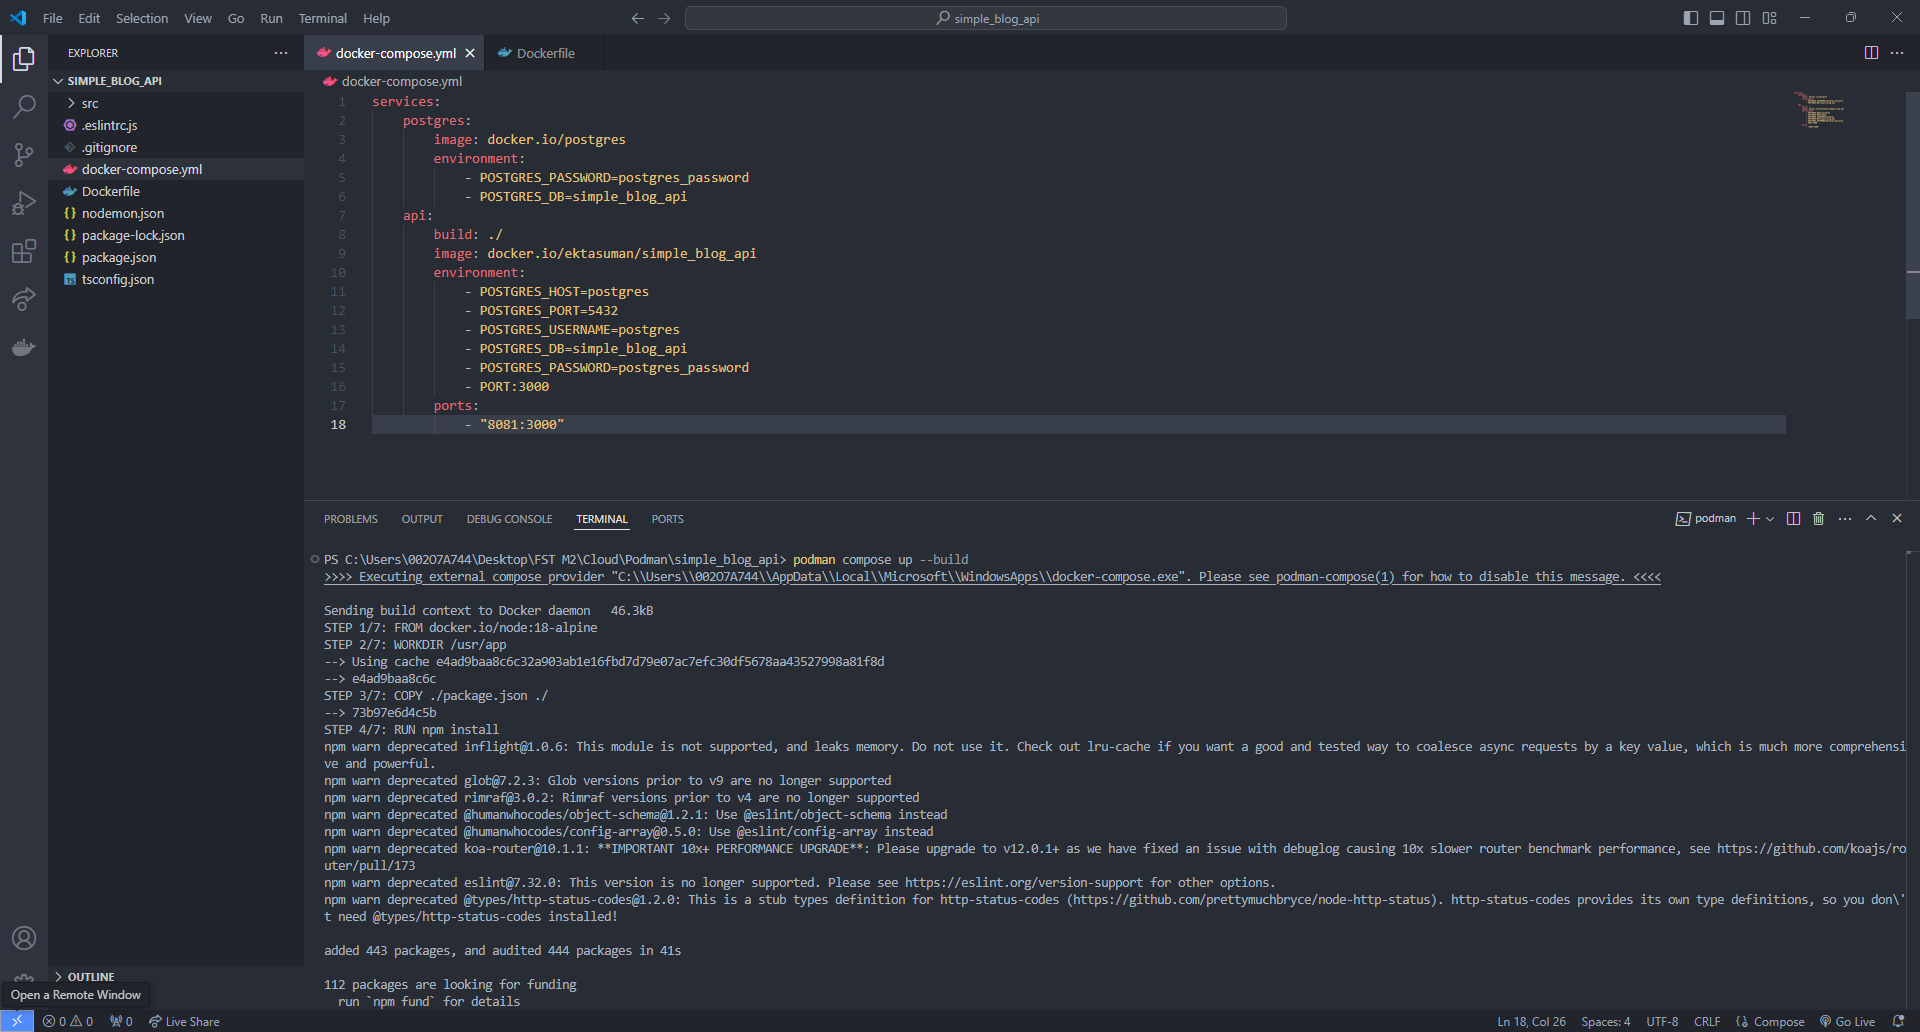 File Edit Selection View Go Run Terminal Help
simple_blog_api
EXPLORER
SIMPLE_BLOG_API
src
.eslintrc.js
.gitignore
docker-compose.yml
Dockerfile
nodemon.json
package-lock.json
package.json
tsconfig.json
OUTLINE
Open a Remote Window
docker-compose.yml
Dockerfile
docker-compose.yml
1 services:
2 postgres:
3 image: docker.io/postgres
4 environment:
5 - POSTGRES_PASSWORD=postgres_password
6 - POSTGRES_DB=simple_blog_api
7 api:
8 build: ./
9 image: docker.io/ektasuman/simple_blog_api
10 environment:
11 - POSTGRES_HOST=postgres
12 - POSTGRES_PORT=5432
13 - POSTGRES_USERNAME=postgres
14 - POSTGRES_DB=simple_blog_api
15 - POSTGRES_PASSWORD=postgres_password
16 - PORT:3000
17 ports:
18 - "8081:3000"
PROBLEMS OUTPUT DEBUG CONSOLE TERMINAL PORTS
podman
PS C:\Users\002O7A744\Desktop\FST M2\Cloud\Podman\simple_blog_api> podman compose up --build
>>>> Executing external compose provider "C:\\Users\\002O7A744\\AppData\\Local\\Microsoft\\WindowsApps\\docker-compose.exe". Please see podman-compose(1) for how to disable this message. <<<<
Sending build context to Docker daemon 46.3kB
STEP 1/7: FROM docker.io/node:18-alpine
STEP 2/7: WORKDIR /usr/app
--> Using cache e4ad9baa8c6c32a903ab1e16fbd7d79e07ac7efc30df5678aa43527998a81f8d
--> e4ad9baa8c6c
STEP 3/7: COPY ./package.json ./
--> 73b97e6d4c5b
STEP 4/7: RUN npm install
npm warn deprecated inflight@1.0.6: This module is not supported, and leaks memory. Do not use it. Check out lru-cache if you want a good and tested way to coalesce async requests by a key value, which is much more comprehensi
ve and powerful.
npm warn deprecated glob@7.2.3: Glob versions prior to v9 are no longer supported
npm warn deprecated rimraf@3.0.2: Rimraf versions prior to v4 are no longer supported
npm warn deprecated @humanwhocodes/object-schema@1.2.1: Use @eslint/object-schema instead
npm warn deprecated @humanwhocodes/config-array@0.5.0: Use @eslint/config-array instead
npm warn deprecated koa-router@10.1.1: **IMPORTANT 10x+ PERFORMANCE UPGRADE**: Please upgrade to v12.0.1+ as we have fixed an issue with debuglog causing 10x slower router benchmark performance, see https://github.com/koajs/ro
uter/pull/173
npm warn deprecated eslint@7.32.0: This version is no longer supported. Please see https://eslint.org/version-support for other options.
npm warn deprecated @types/http-status-codes@1.2.0: This is a stub types definition for http-status-codes (https://github.com/prettymuchbryce/node-http-status). http-status-codes provides its own type definitions, so you don\'
t need @types/http-status-codes installed!
added 443 packages, and audited 444 packages in 41s
112 packages are looking for funding
run `npm fund` for details
0 0 0 Live Share
Ln 18, Col 26 Spaces: 4 UTF-8 CRLF {} Compose Go Live